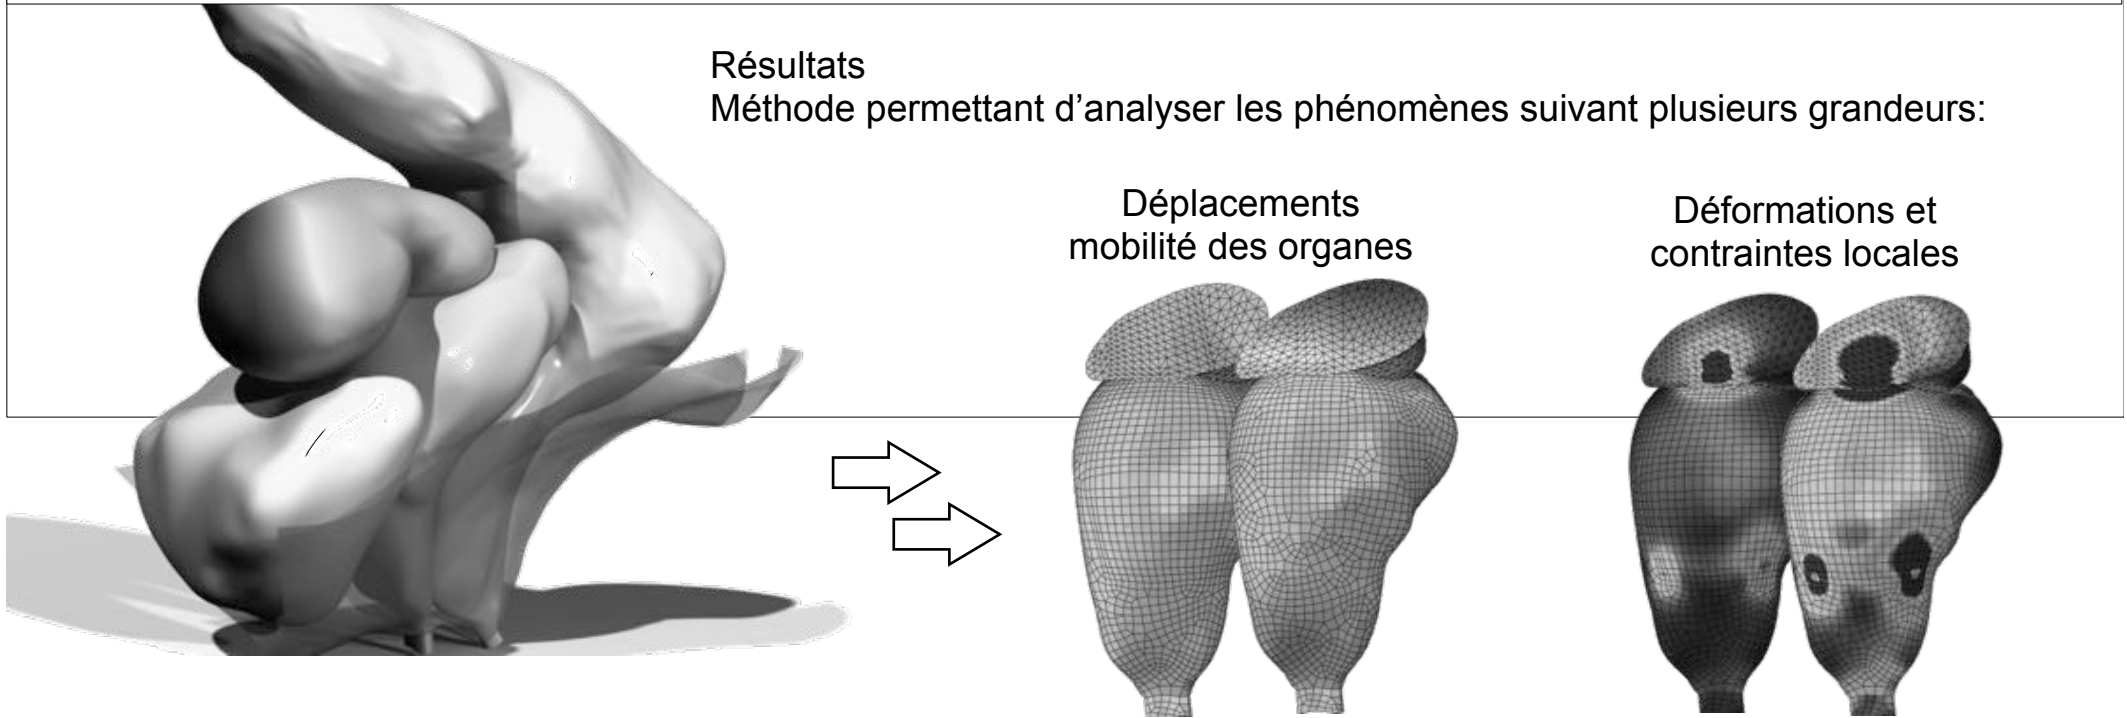 Résultats
Méthode permettant d’analyser les phénomènes suivant plusieurs grandeurs:
Déplacements
mobilité des organes
Déformations et
contraintes locales